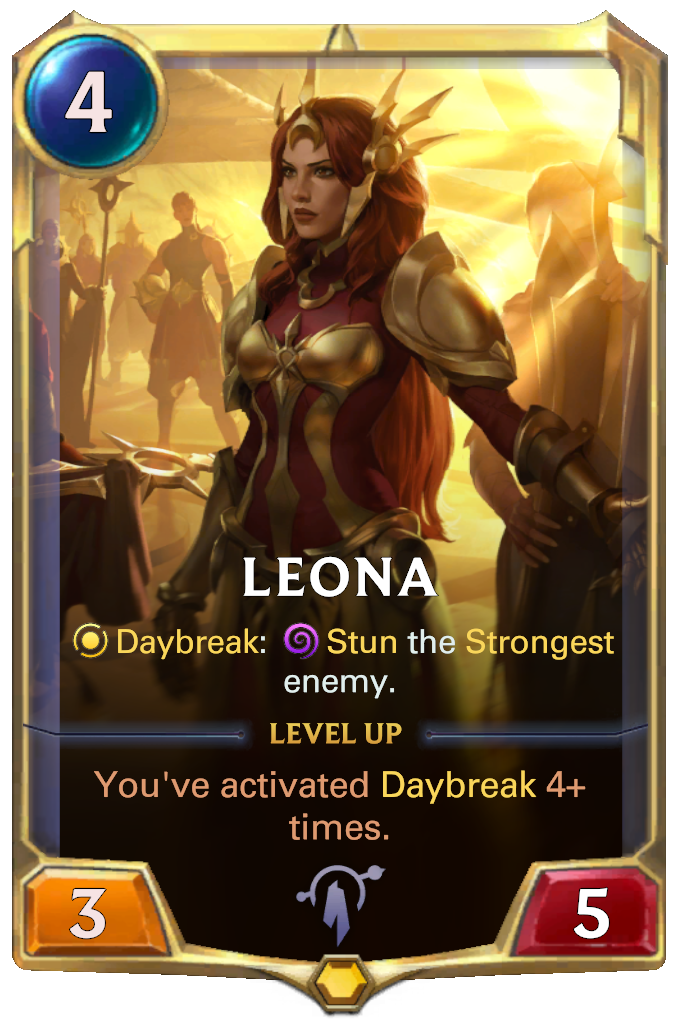 4
LEONA
Daybreak: Stun the Strongest
enemy.
LEVEL UP
You've activated Daybreak 4+
times.
3
5